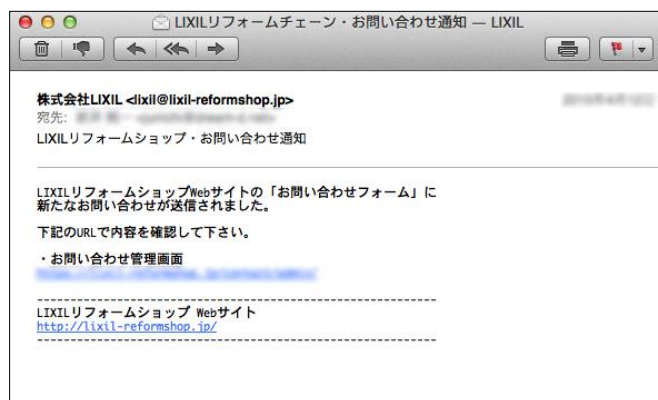 LIXILリフォームチェーン・お問い合わせ通知 — LIXIL
株式会社LIXIL <lixil@lixil-reformshop.jp>
宛先:
LIXILリフォームショップ・お問い合わせ通知
LIXILリフォームショップWebサイトの「お問い合わせフォーム」に
新たなお問い合わせが送信されました。
下記のURLで内容を確認して下さい。
・お問い合わせ管理画面
------------------------------------------------------------
LIXILリフォームショップ Webサイト
http://lixil-reformshop.jp/
------------------------------------------------------------